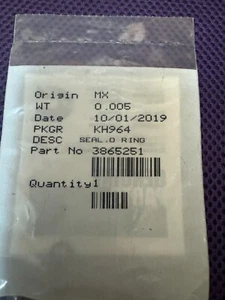 Origin MX
WT 0.005
Date 10/01/2019
PKGR KH964
DESC SEAL.O RING
Part No 3865251
Quantity1